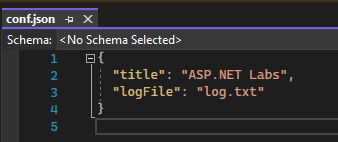 conf.json
Schema: <No Schema Selected>
1 {
2 "title": "ASP.NET Labs",
3 "logFile": "log.txt"
4 }
5